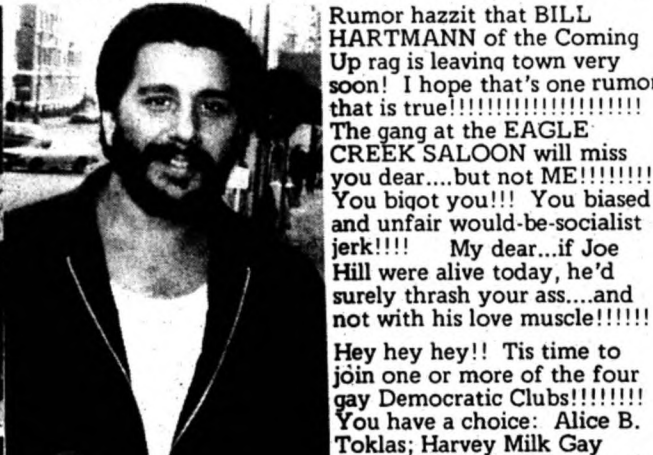 Rumor hazzit that BILL
HARTMANN of the Coming
Up rag is leaving town very
soon! I hope that's one rumor
that is true!!!!!!!!!!!!!!!!!!!!!!
The gang at the EAGLE
CREEK SALOON will miss
you dear....but not ME!!!!!!!!
You bigot you!!! You biased
and unfair would-be-socialist
jerk!!!! My dear...if Joe
Hill were alive today, he'd
surely thrash your ass....and
not with his love muscle!!!!!!
Hey hey hey!! Tis time to
join one or more of the four
gay Democratic Clubs!!!!!!!!
You have a choice: Alice B.
Toklas; Harvey Milk Gay